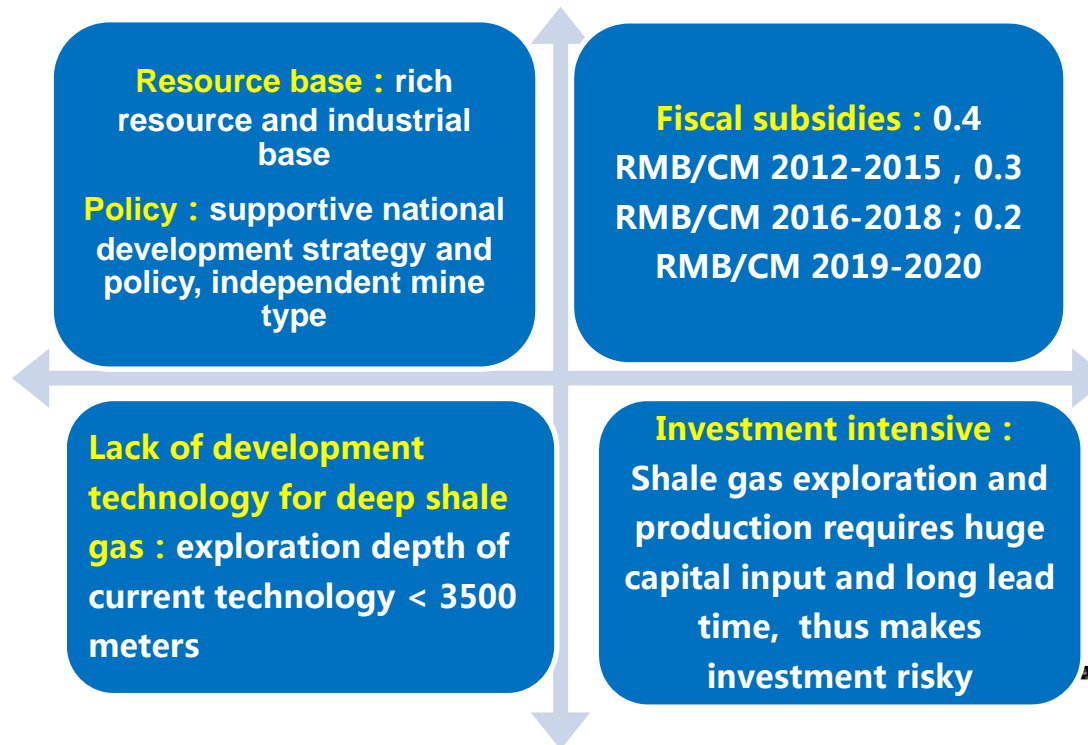 Resource base：rich
resource and industrial
base
Policy：supportive national
development strategy and
policy, independent mine
type
Fiscal subsidies：0.4
RMB/CM 2012-2015，0.3
RMB/CM 2016-2018；0.2
RMB/CM 2019-2020
Lack of development
technology for deep shale
gas：exploration depth of
current technology < 3500
meters
Investment intensive：
Shale gas exploration and
production requires huge
capital input and long lead
time, thus makes
investment risky